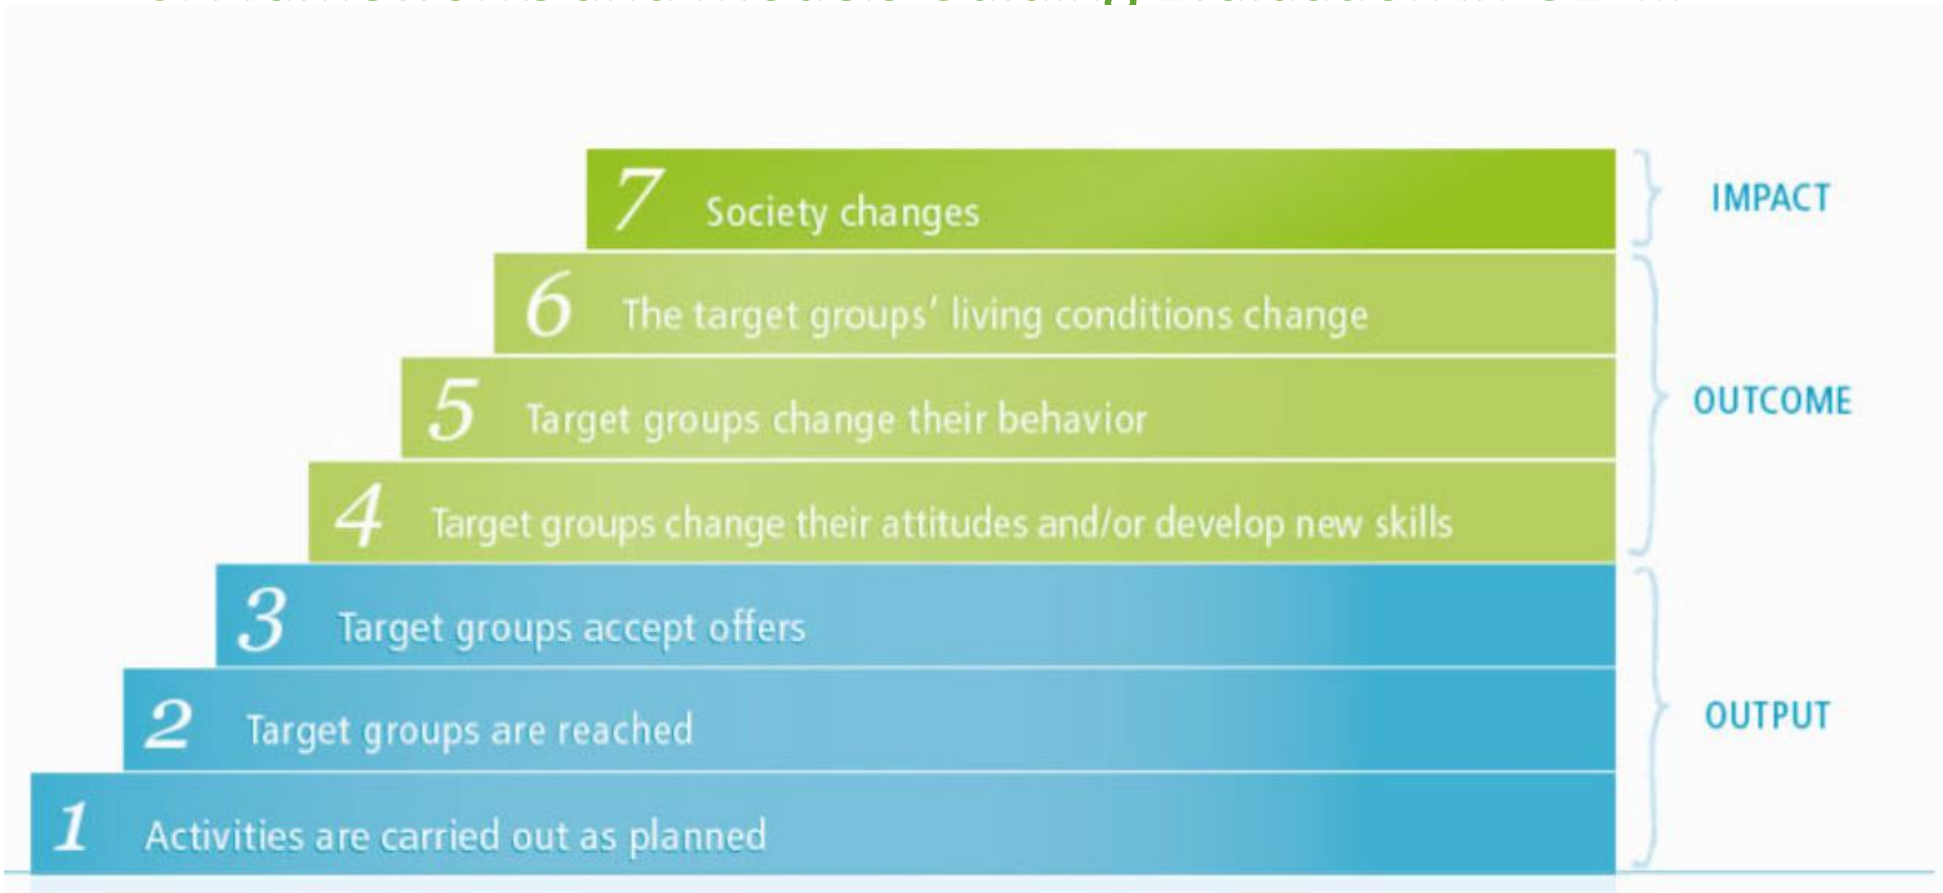 7 Society changes
IMPACT
6 The target groups’ living conditions change
5 Target groups change their behavior
OUTCOME
4 Target groups change their attitudes and/or develop new skills
3 Target groups accept offers
2 Target groups are reached
OUTPUT
1 Activities are carried out as planned